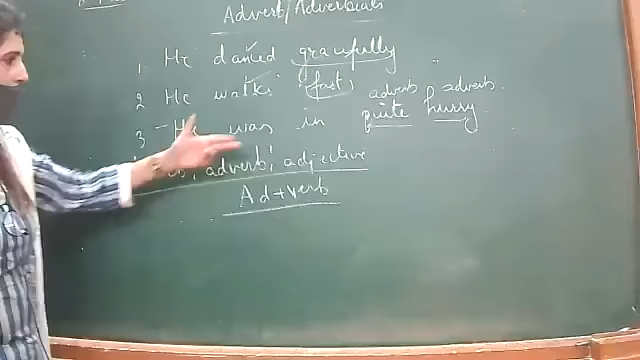 Adverb/Adverbials
1. He danced gracefully
2 He walks fast adverb adverb.
3 - He was in quite hurry
adverb, adjective
Ad+verb